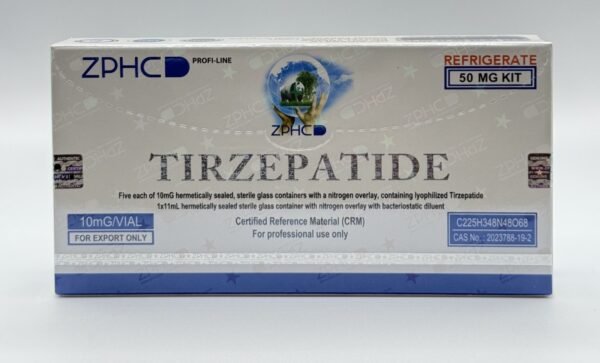 ZPHC PROFI-LINE
REFRIGERATE
50 MG KIT
ZPHC
TIRZEPATIDE
Five each of 10mG hermetically sealed, sterile glass containers with a nitrogen overlay, containing lyophilized Tirzepatide
1x11mL hermetically sealed sterile glass container with nitrogen overlay with bacteriostatic diluent
10mG/VIAL
FOR EXPORT ONLY
Certified Reference Material (CRM)
For professional use only
C225H348N48O68
CAS No.: 2023788-19-2
AUTHENTIC